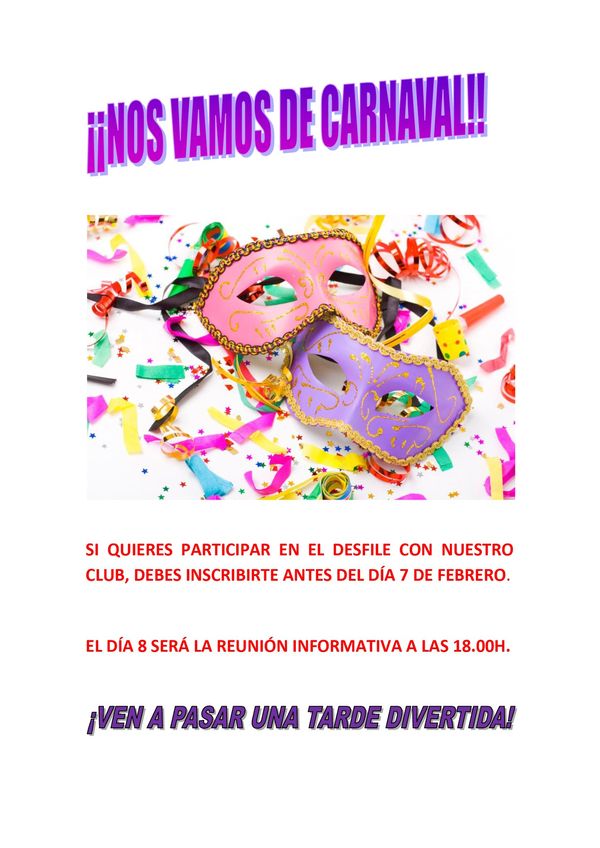 ¡¡NOS VAMOS DE CARNAVAL!!
SI QUIERES PARTICIPAR EN EL DESFILE CON NUESTRO
CLUB, DEBES INSCRIBIRTE ANTES DEL DÍA 7 DE FEBRERO.
EL DÍA 8 SERÁ LA REUNIÓN INFORMATIVA A LAS 18.00H.
¡VEN A PASAR UNA TARDE DIVERTIDA!